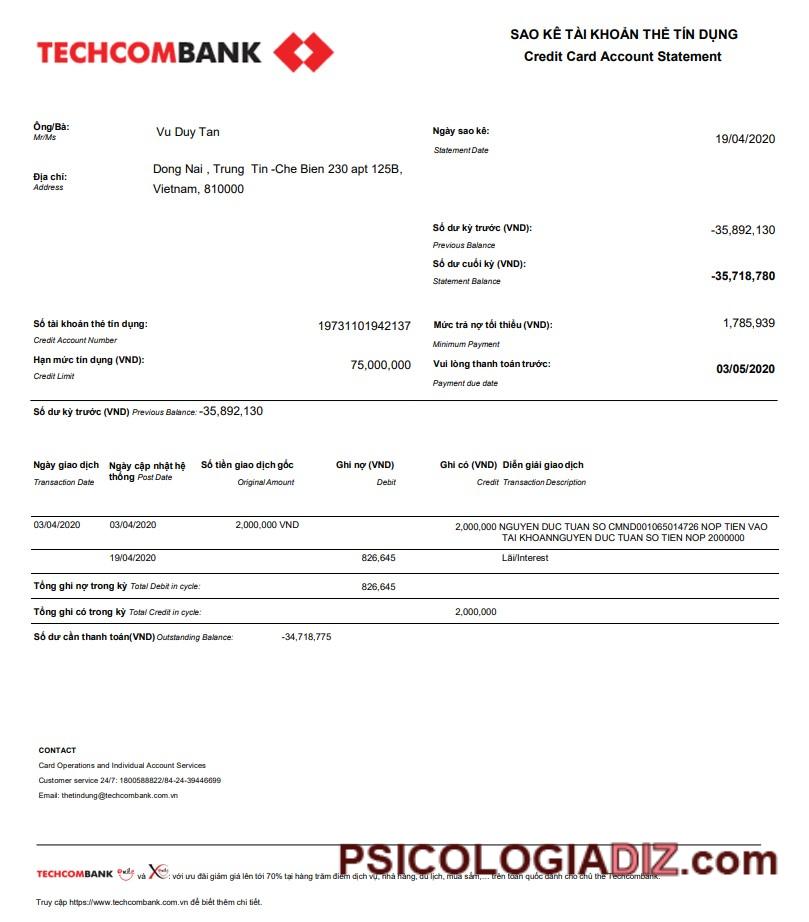 TECHCOMBANK
SAO KÊ TÀI KHOẢN THẺ TÍN DỤNG
Credit Card Account Statement
Ông/Bà: Vu Duy Tan
Mr/Ms
Ngày sao kê: 19/04/2020
Statement Date
Địa chỉ: Dong Nai , Trung Tin -Che Bien 230 apt 125B,
Address
Vietnam, 810000
Số dư kỳ trước (VND): -35,892,130
Previous Balance
Số dư cuối kỳ (VND): -35,718,780
Statement Balance
Số tài khoản thẻ tín dụng: 19731101942137
Credit Account Number
Mức trả nợ tối thiểu (VND): 1,785,939
Minimum Payment
Hạn mức tín dụng (VND): 75,000,000
Credit Limit
Vui lòng thanh toán trước: 03/05/2020
Payment due date
Số dư kỳ trước (VND) Previous Balance: -35,892,130
Ngày giao dịch Ngày cập nhật hệ Số tiền giao dịch gốc Ghi nợ (VND) Ghi có (VND) Diễn giải giao dịch
Transaction Date thống Post Date Original Amount Debit Credit Transaction Description
03/04/2020 03/04/2020 2,000,000 VND 2,000,000 NGUYEN DUC TUAN SO CMND001065014726 NOP TIEN VAO
TAI KHOANNGUYEN DUC TUAN SO TIEN NOP 2000000
19/04/2020 826,645 Lãi/Interest
Tổng ghi nợ trong kỳ Total Debit in cycle: 826,645
Tổng ghi có trong kỳ Total Credit in cycle: 2,000,000
Số dư cần thanh toán(VND) Outstanding Balance: -34,718,775
CONTACT
Card Operations and Individual Account Services
Customer service 24/7: 1800588822/84-24-39446699
Email: thetindung@techcombank.com.vn
PSICOLOGIADIZ.com
TECHCOMBANK và : với ưu đãi giảm giá lên tới 70% tại hàng trăm điểm dịch vụ, nhà hàng, du lịch, mua sắm,... trên toàn quốc dành cho chủ thẻ Techcombank.
Truy cập https://www.techcombank.com.vn để biết thêm chi tiết.